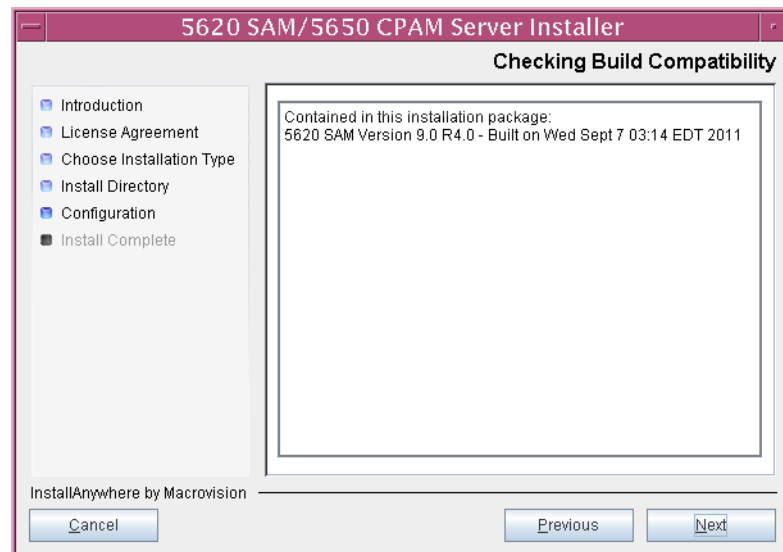 5620 SAM/5650 CPAM Server Installer
Checking Build Compatibility
Introduction
License Agreement
Choose Installation Type
Install Directory
Configuration
Install Complete
Contained in this installation package:
5620 SAM Version 9.0 R4.0 - Built on Wed Sept 7 03:14 EDT 2011
InstallAnywhere by Macrovision
Cancel
Previous
Next